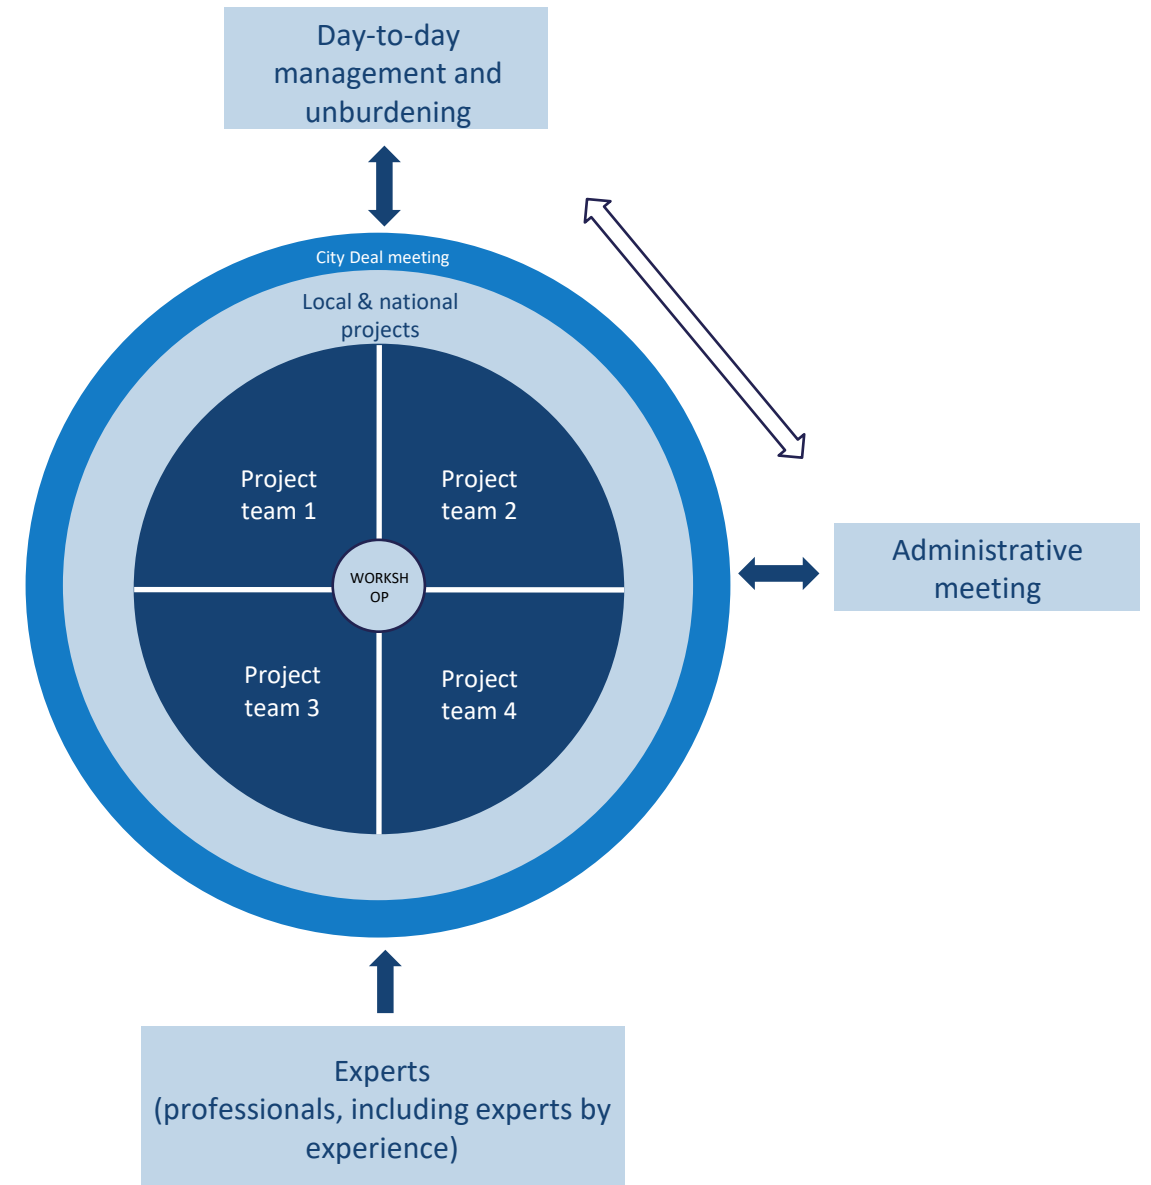 Day-to-day
management and
unburdening
City Deal meeting
Local & national
projects
Project
team 1
Project
team 2
WORKSH
OP
Project
team 3
Project
team 4
Administrative
meeting
Experts
(professionals, including experts by
experience)